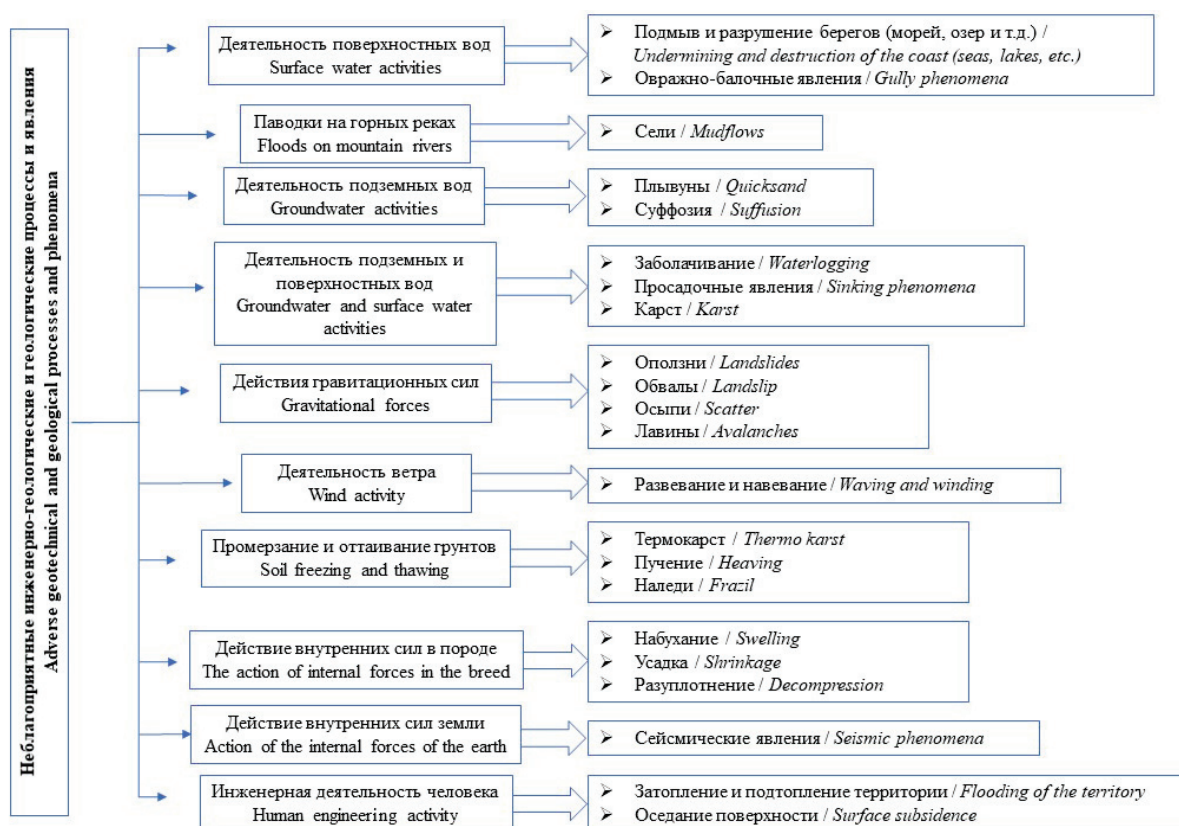 Неблагоприятные инженерно-геологические и геологические процессы и явления
Adverse geotechnical and geological processes and phenomena
Деятельность поверхностных вод
Surface water activities
Подмыв и разрушение берегов (морей, озер и т.д.) /
Undermining and destruction of the coast (seas, lakes, etc.)
Овражно-балочные явления / Gully phenomena
Паводки на горных реках
Floods on mountain rivers
Сели / Mudflows
Деятельность подземных вод
Groundwater activities
Плывуны / Quicksand
Суффозия / Suffusion
Деятельность подземных и
поверхностных вод
Groundwater and surface water
activities
Заболачивание / Waterlogging
Просадочные явления / Sinking phenomena
Карст / Karst
Действия гравитационных сил
Gravitational forces
Оползни / Landslides
Обвалы / Landslip
Осыпи / Scatter
Лавины / Avalanches
Деятельность ветра
Wind activity
Развевание и навевание / Waving and winding
Промерзание и оттаивание грунтов
Soil freezing and thawing
Термокарст / Thermo karst
Пучение / Heaving
Наледи / Frazil
Действие внутренних сил в породе
The action of internal forces in the breed
Набухание / Swelling
Усадка / Shrinkage
Разуплотнение / Decompression
Действие внутренних сил земли
Action of the internal forces of the earth
Сейсмические явления / Seismic phenomena
Инженерная деятельность человека
Human engineering activity
Затопление и подтопление территории / Flooding of the territory
Оседание поверхности / Surface subsidence